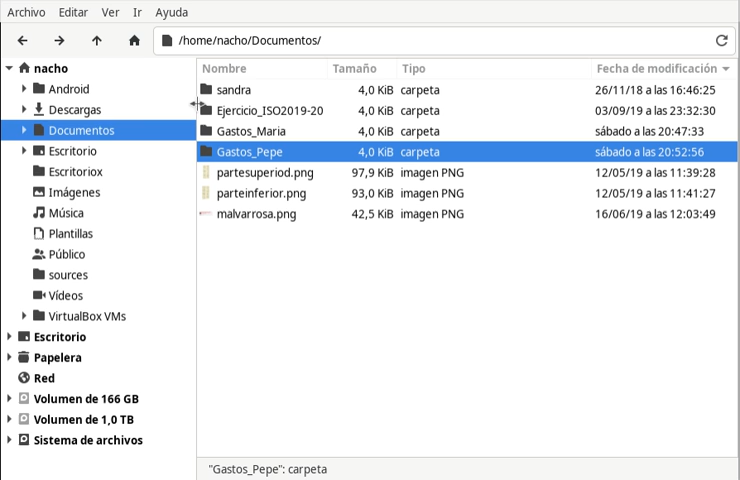 Archivo Editar Ver Ir Ayuda
/home/nacho/Documentos/
nacho
Android
Descargas
Documentos
Escritorio
Escritoriox
Imágenes
Música
Plantillas
Público
sources
Vídeos
VirtualBox VMs
Escritorio
Papelera
Red
Volumen de 166 GB
Volumen de 1,0 TB
Sistema de archivos
Nombre Tamaño Tipo Fecha de modificación
sandra 4,0 KiB carpeta 26/11/18 a las 16:46:25
Ejercicio_ISO2019-20 4,0 KiB carpeta 03/09/19 a las 23:32:30
Gastos_Maria 4,0 KiB carpeta sábado a las 20:47:33
Gastos_Pepe 4,0 KiB carpeta sábado a las 20:52:56
partesuperiod.png 97,9 KiB imagen PNG 12/05/19 a las 11:39:28
parteinferior.png 93,0 KiB imagen PNG 12/05/19 a las 11:41:27
malvarrosa.png 42,5 KiB imagen PNG 16/06/19 a las 12:03:49
"Gastos_Pepe": carpeta